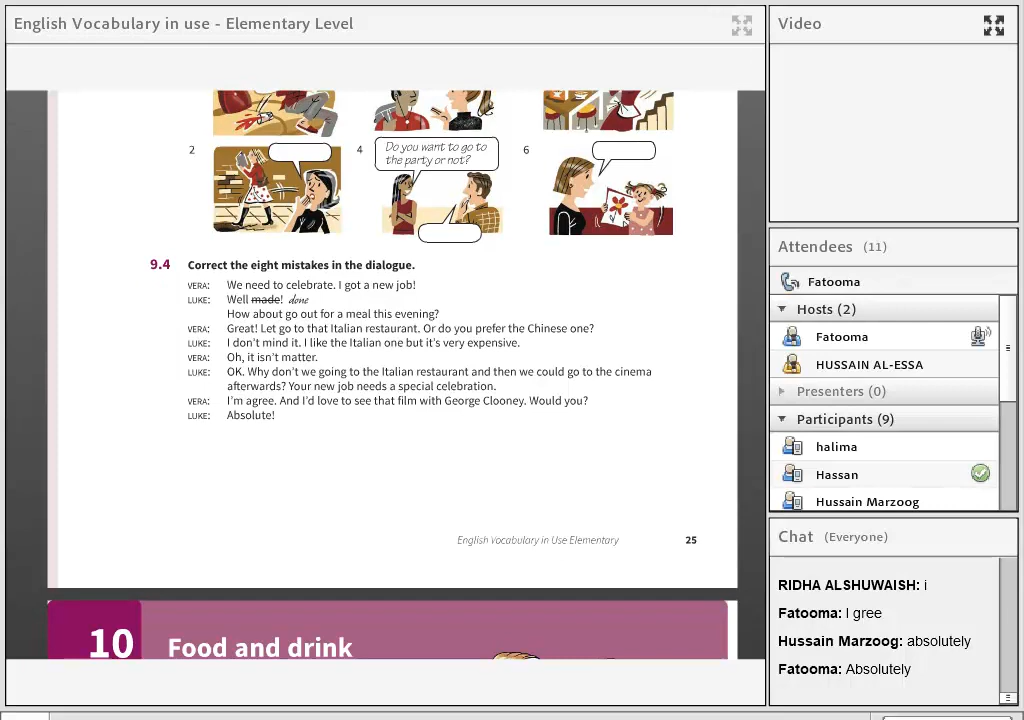 English Vocabulary in use - Elementary Level
2
4
Do you want to go to
the party or not?
6
9.4 Correct the eight mistakes in the dialogue.
VERA: We need to celebrate. I got a new job!
LUKE: Well made! done
How about go out for a meal this evening?
VERA: Great! Let go to that Italian restaurant. Or do you prefer the Chinese one?
LUKE: I don't mind it. I like the Italian one but it's very expensive.
VERA: Oh, it isn't matter.
LUKE: OK. Why don't we going to the Italian restaurant and then we could go to the cinema
afterwards? Your new job needs a special celebration.
VERA: I'm agree. And I'd love to see that film with George Clooney. Would you?
LUKE: Absolute!
English Vocabulary in Use Elementary 25
10 Food and drink
Video
Attendees (11)
Fatooma
Hosts (2)
Fatooma
HUSSAIN AL-ESSA
Presenters (0)
Participants (9)
halima
Hassan
Hussain Marzoog
Chat (Everyone)
RIDHA ALSHUWAISH: i
Fatooma: I gree
Hussain Marzoog: absolutely
Fatooma: Absolutely